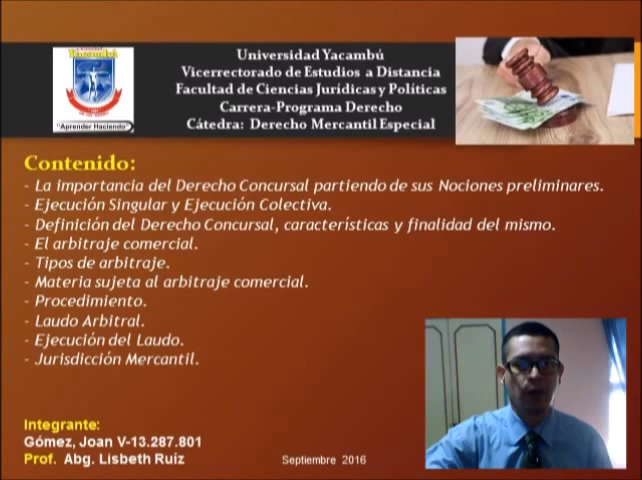 Universidad Yacambú
Vicerrectorado de Estudios a Distancia
Facultad de Ciencias Jurídicas y Políticas
Carrera-Programa Derecho
Cátedra: Derecho Mercantil Especial
"Aprender Haciendo"
Contenido:
- La importancia del Derecho Concursal partiendo de sus Nociones preliminares.
- Ejecución Singular y Ejecución Colectiva.
- Definición del Derecho Concursal, características y finalidad del mismo.
- El arbitraje comercial.
- Tipos de arbitraje.
- Materia sujeta al arbitraje comercial.
- Procedimiento.
- Laudo Arbitral.
- Ejecución del Laudo.
- Jurisdicción Mercantil.
Integrante:
Gómez, Joan V-13.287.801
Prof. Abg. Lisbeth Ruíz
Septiembre 2016